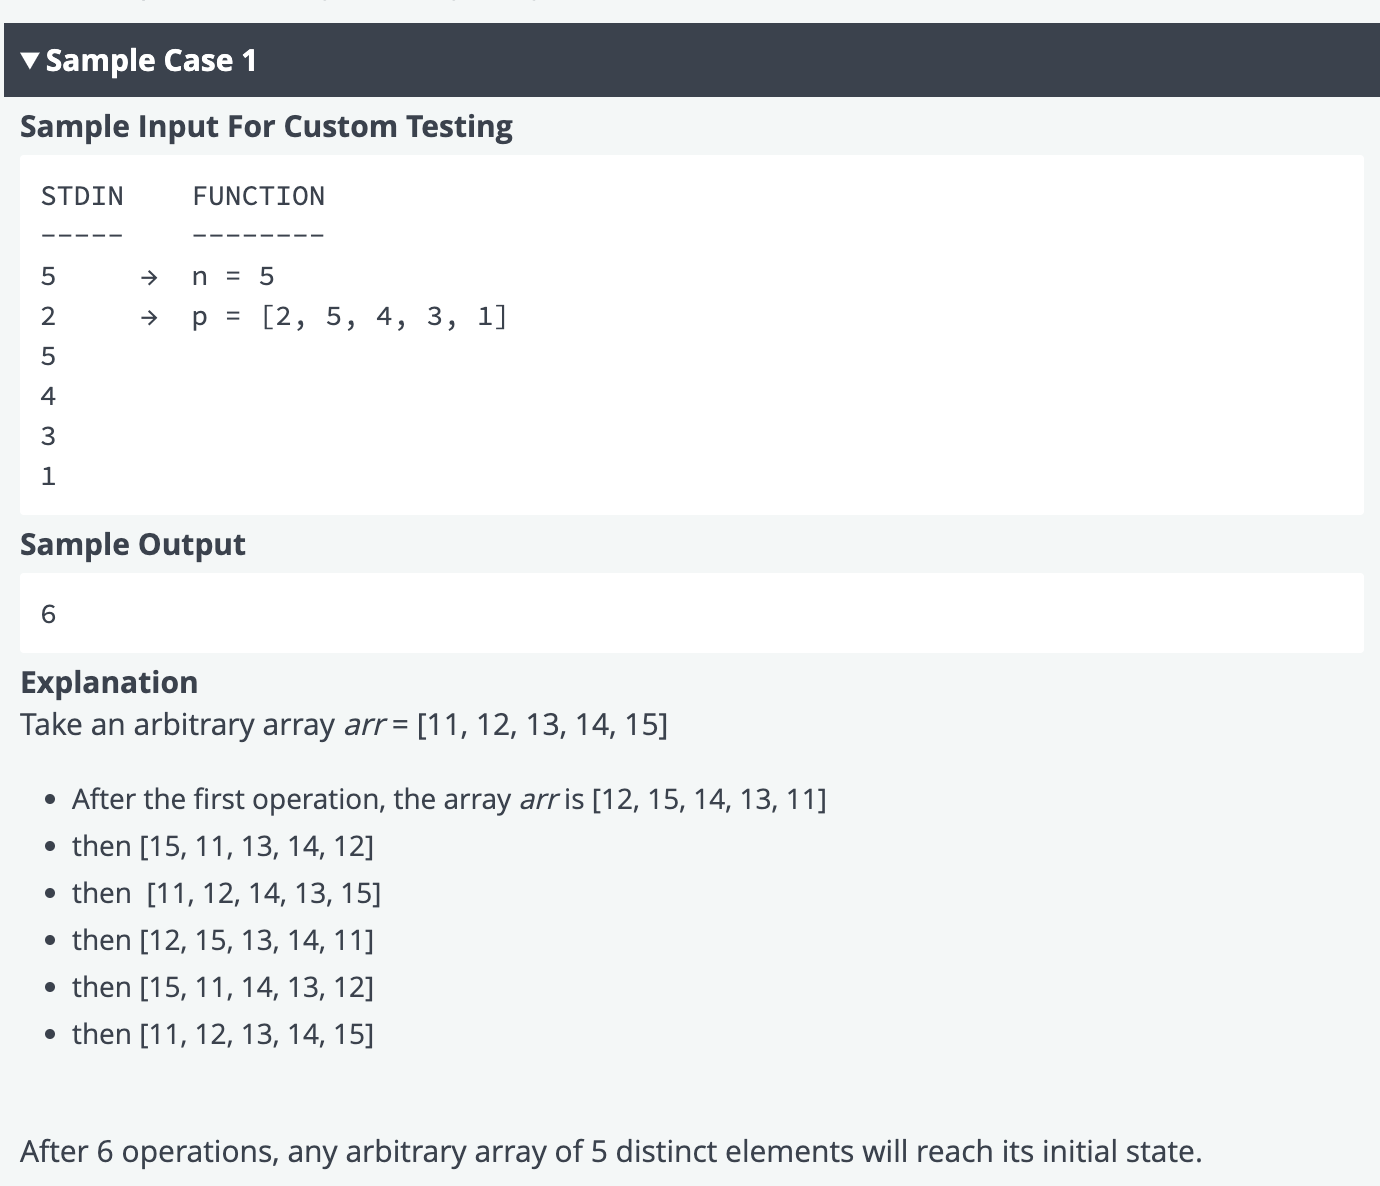 ▼ Sample Case 1
Sample Input For Custom Testing
STDIN    FUNCTION
-----    --------
5     →  n = 5
2     →  p = [2, 5, 4, 3, 1]
5
4
3
1
Sample Output
6
Explanation
Take an arbitrary array arr = [11, 12, 13, 14, 15]
• After the first operation, the array arr is [12, 15, 14, 13, 11]
• then [15, 11, 13, 14, 12]
• then  [11, 12, 14, 13, 15]
• then [12, 15, 13, 14, 11]
• then [15, 11, 14, 13, 12]
• then [11, 12, 13, 14, 15]
After 6 operations, any arbitrary array of 5 distinct elements will reach its initial state.